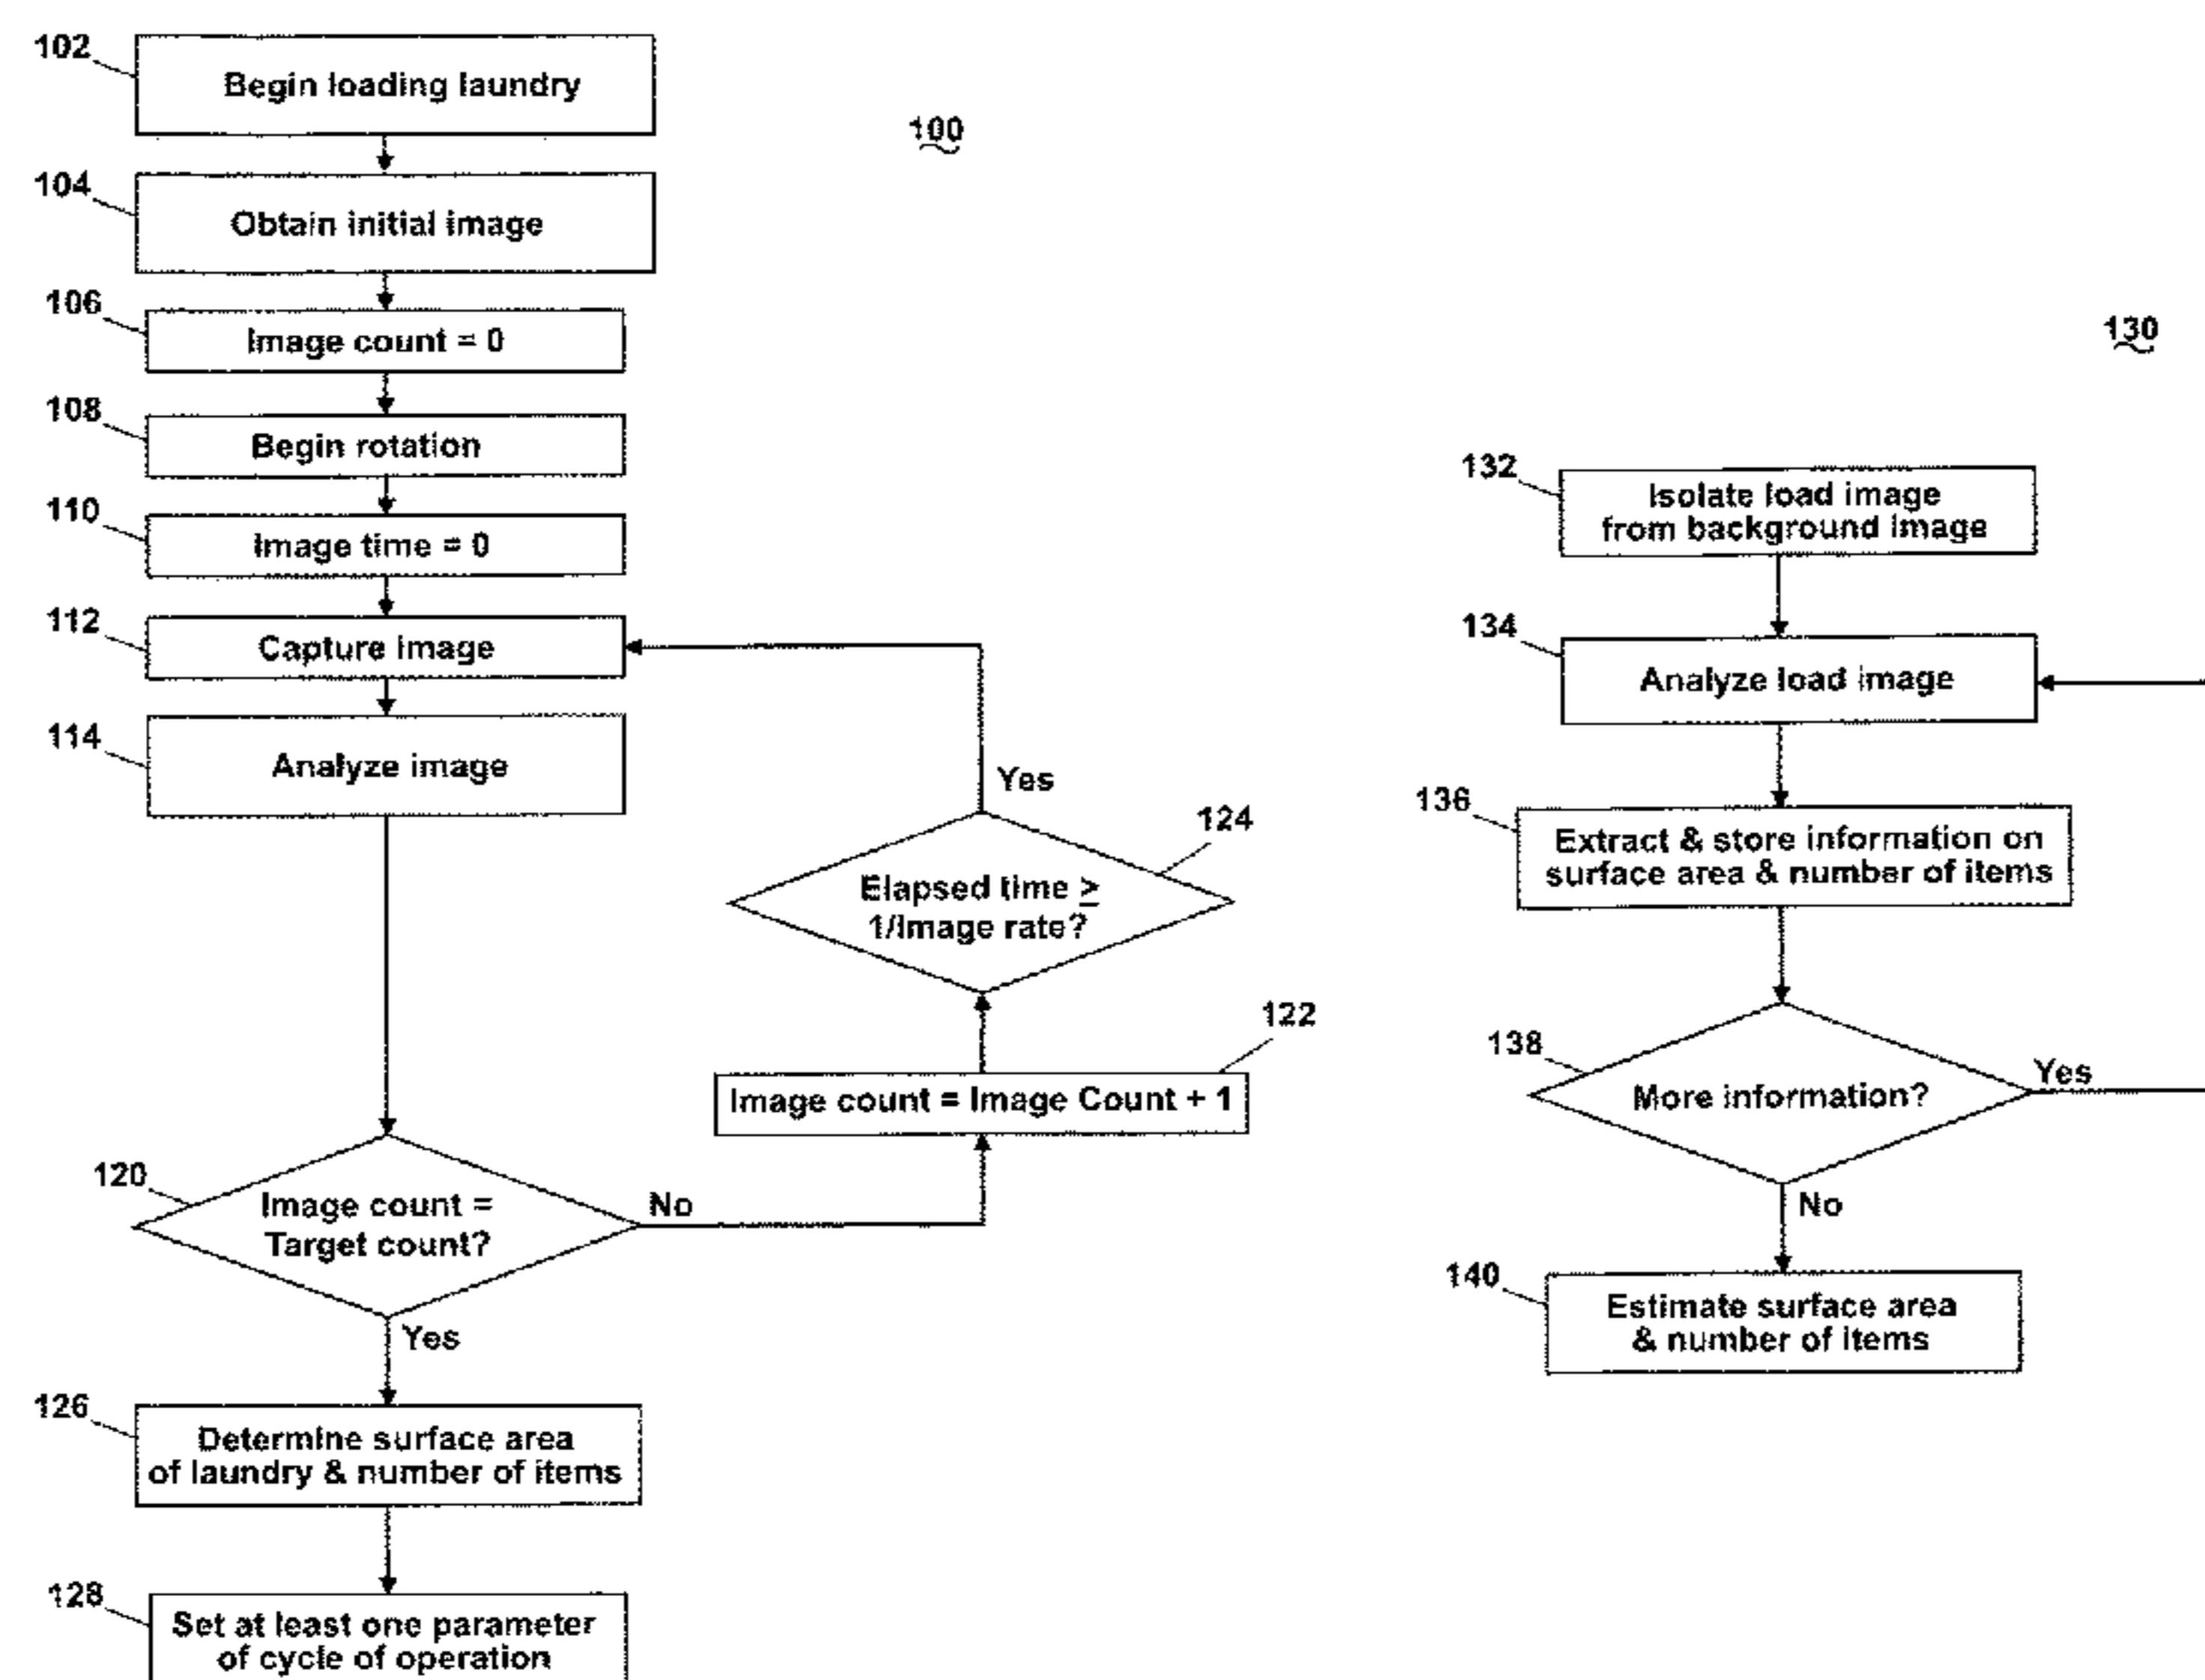 102
Begin loading laundry
100
104
Obtain initial image
106
Image count = 0
108
Begin rotation
110
Image time = 0
112
Capture image
114
Analyze image
Yes
124
Elapsed time ≥
1/Image rate?
122
Image count = Image Count + 1
120
Image count =
Target count?
No
Yes
126
Determine surface area
of laundry & number of items
128
Set at least one parameter
of cycle of operation
130
132
Isolate load image
from background image
134
Analyze load image
136
Extract & store information on
surface area & number of items
138
More information?
Yes
No
140
Estimate surface area
& number of items